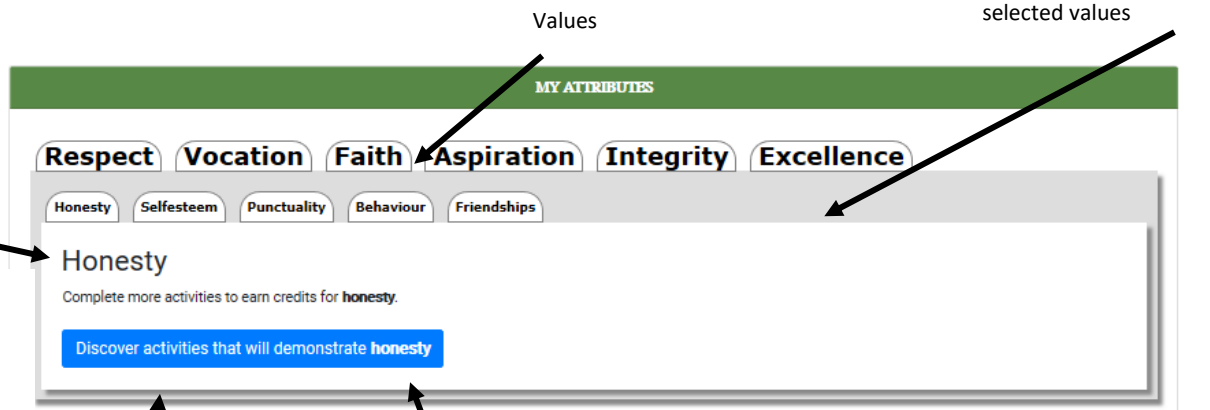 Values
selected values
MY ATTRIBUTES
Respect Vocation Faith Aspiration Integrity Excellence
Honesty Selfesteem Punctuality Behaviour Friendships
Honesty
Complete more activities to earn credits for honesty.
Discover activities that will demonstrate honesty